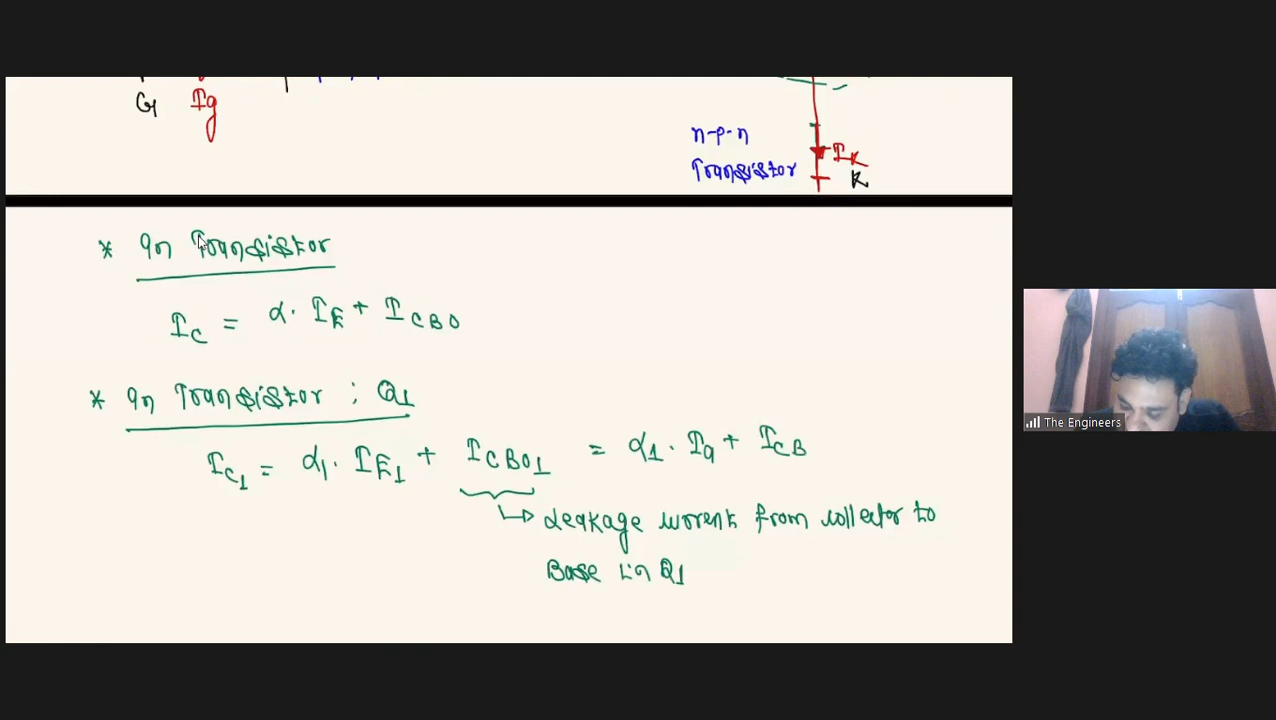 G Ig
n-p-n
Transistor
IK
K
* In Transistor
IC = α. IE + ICBO
* In Transistor ; Q1
IC1 = α1. IE1 + ICBO1 = α1. Ia + ICB
→ Leakage current from collector to
Base in Q1
The Engineers